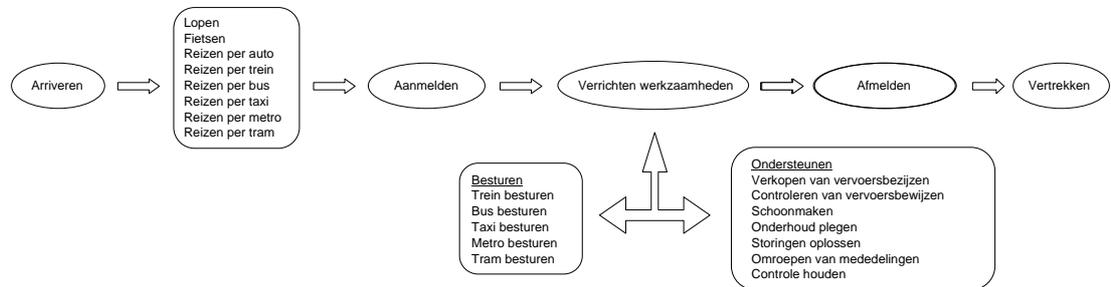 Arriveren
Lopen
Fietsen
Reizen per auto
Reizen per trein
Reizen per bus
Reizen per taxi
Reizen per metro
Reizen per tram
Aanmelden
Verrichten werkzaamheden
Afmelden
Vertrekken
Besturen
Trein besturen
Bus besturen
Taxi besturen
Metro besturen
Tram besturen
Ondersteunen
Verkopen van vervoersbezijzen
Controleren van vervoersbewijzen
Schoonmaken
Onderhoud plegen
Storingen oplossen
Omroepen van mededelingen
Controle houden